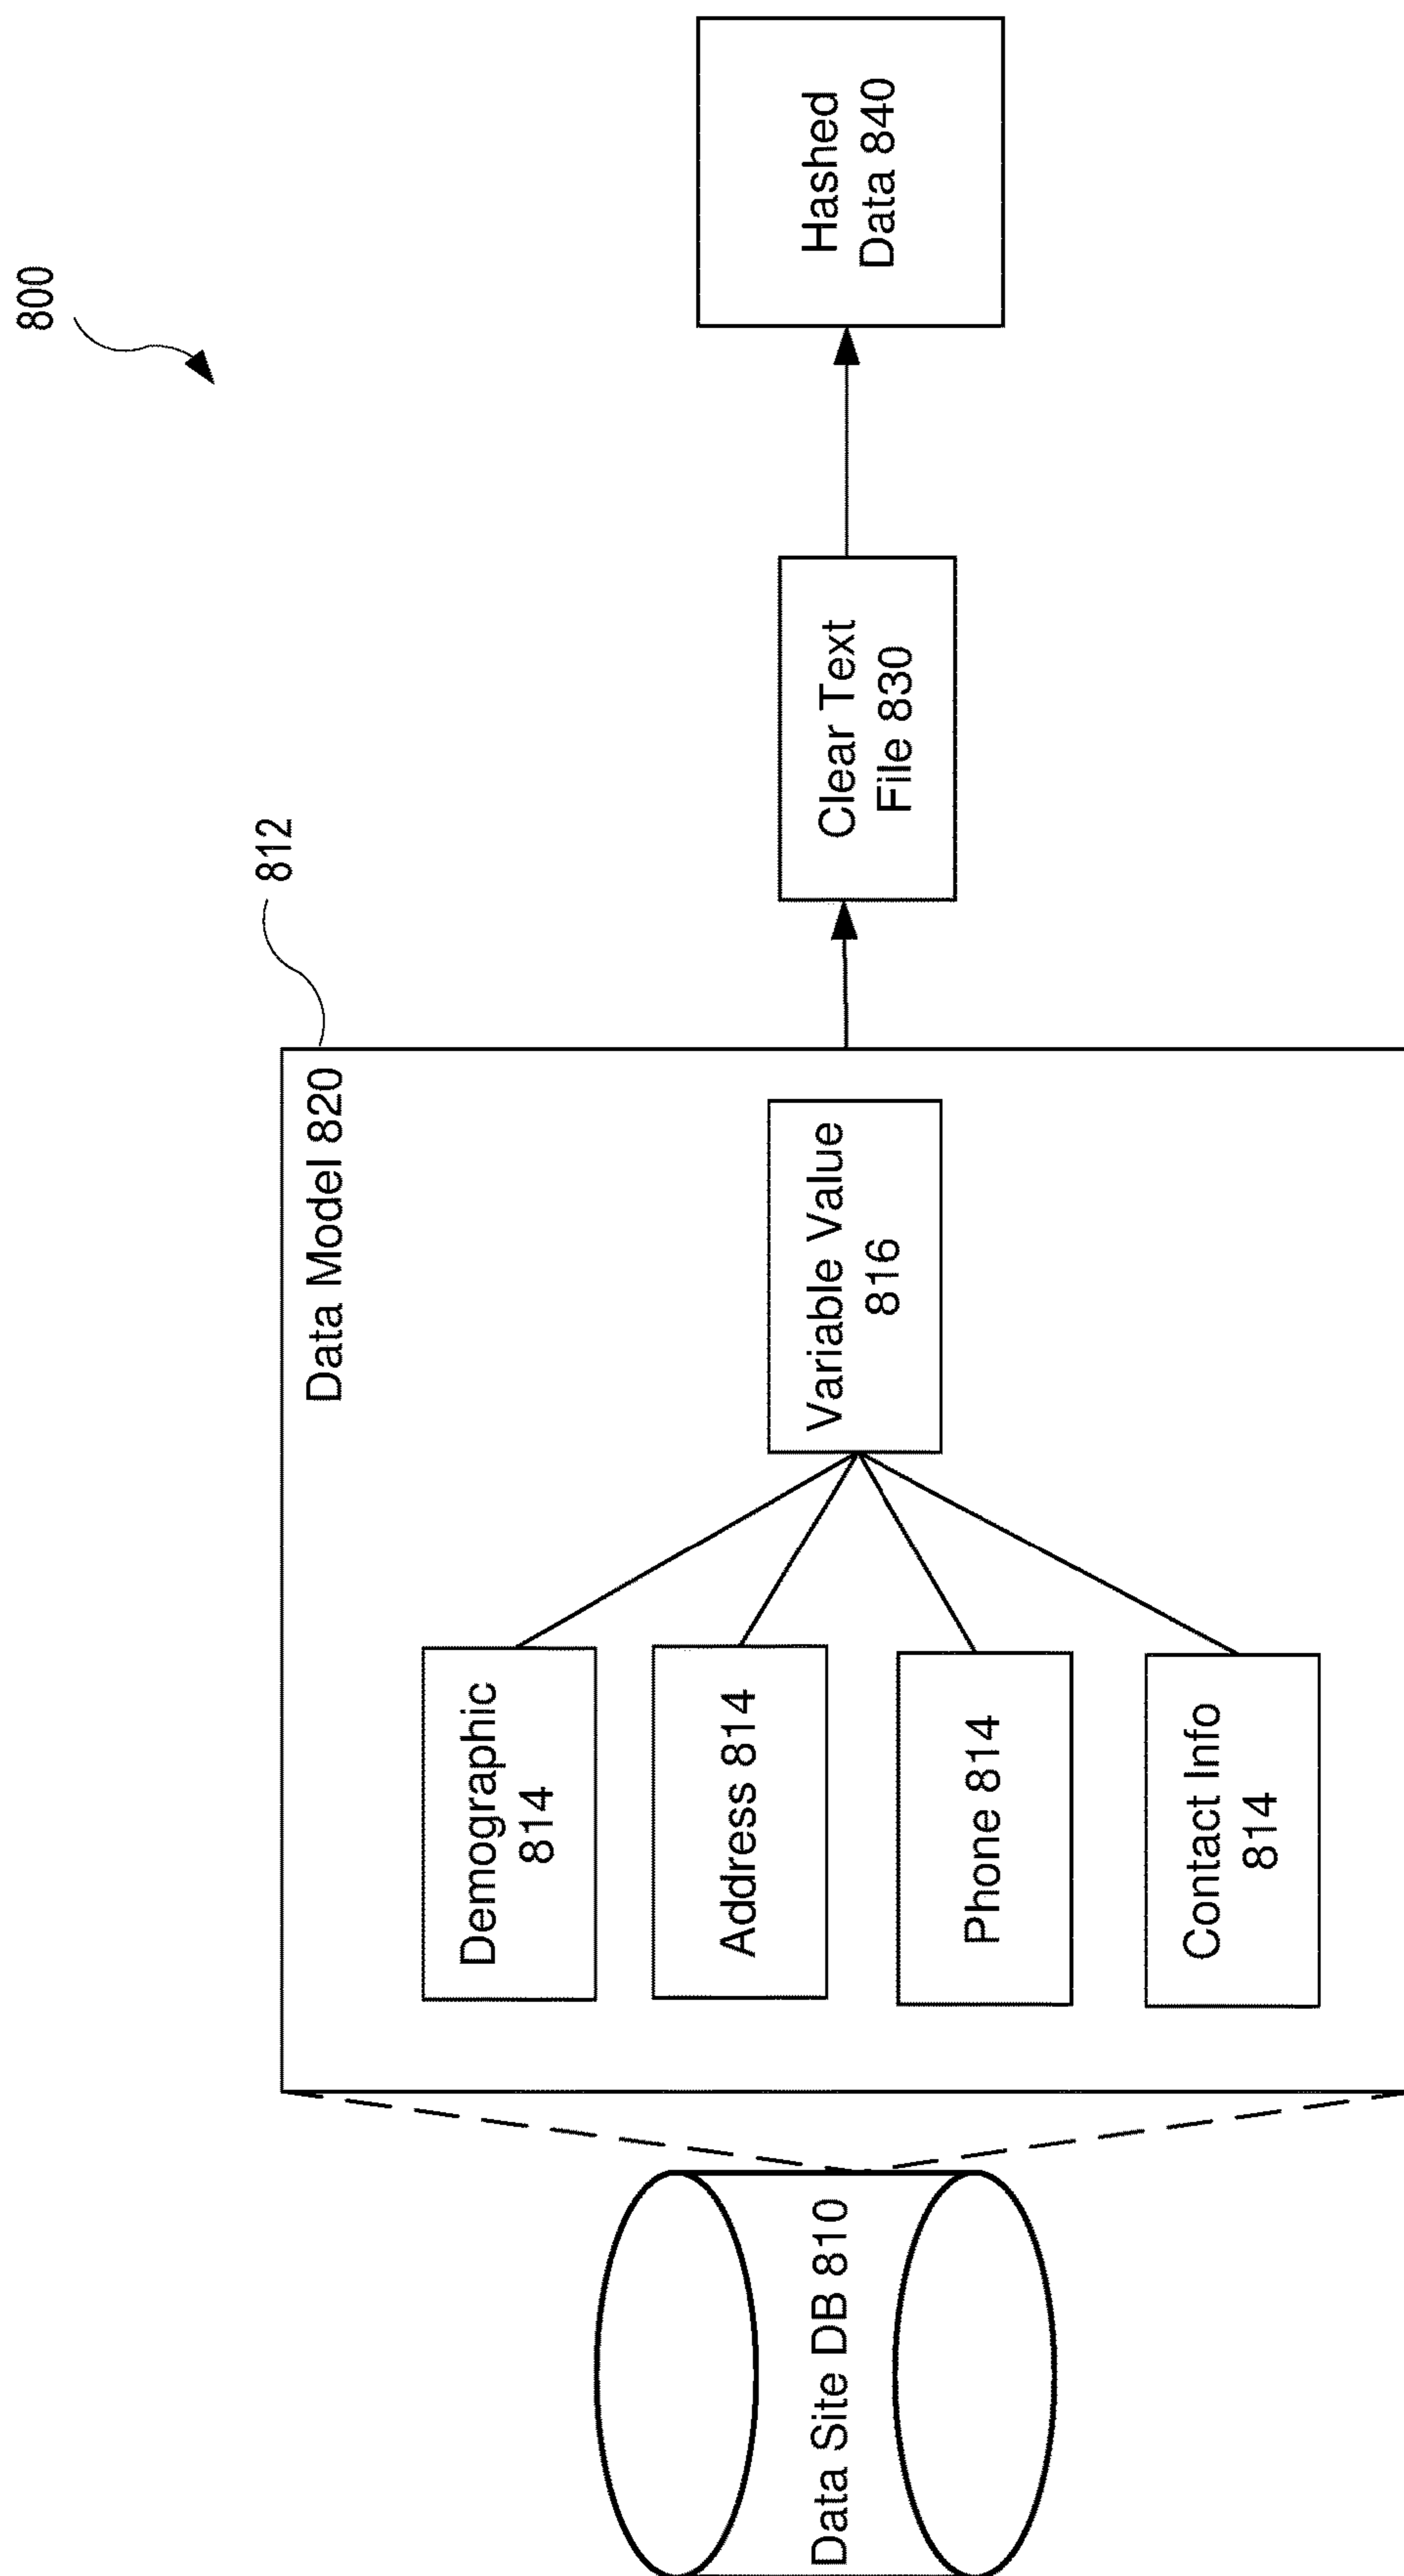 800
812
Data Site DB 810
Data Model 820
Demographic
814
Address 814
Phone 814
Contact Info
814
Variable Value
816
Clear Text
File 830
Hashed
Data 840